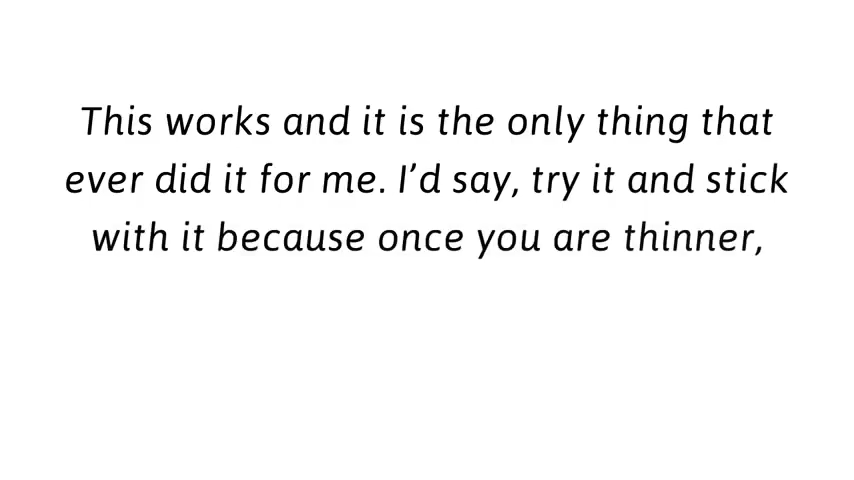 This works and it is the only thing that
ever did it for me. I’d say, try it and stick
with it because once you are thinner,